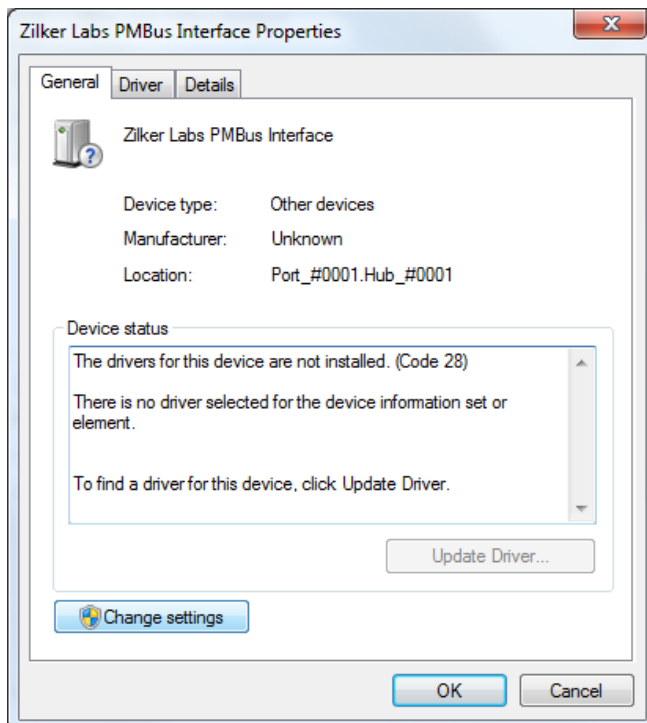 Zilker Labs PMBus Interface Properties
General Driver Details
Zilker Labs PMBus Interface
Device type: Other devices
Manufacturer: Unknown
Location: Port_#0001.Hub_#0001
Device status
The drivers for this device are not installed. (Code 28)
There is no driver selected for the device information set or
element.
To find a driver for this device, click Update Driver.
Update Driver...
Change settings
OK Cancel